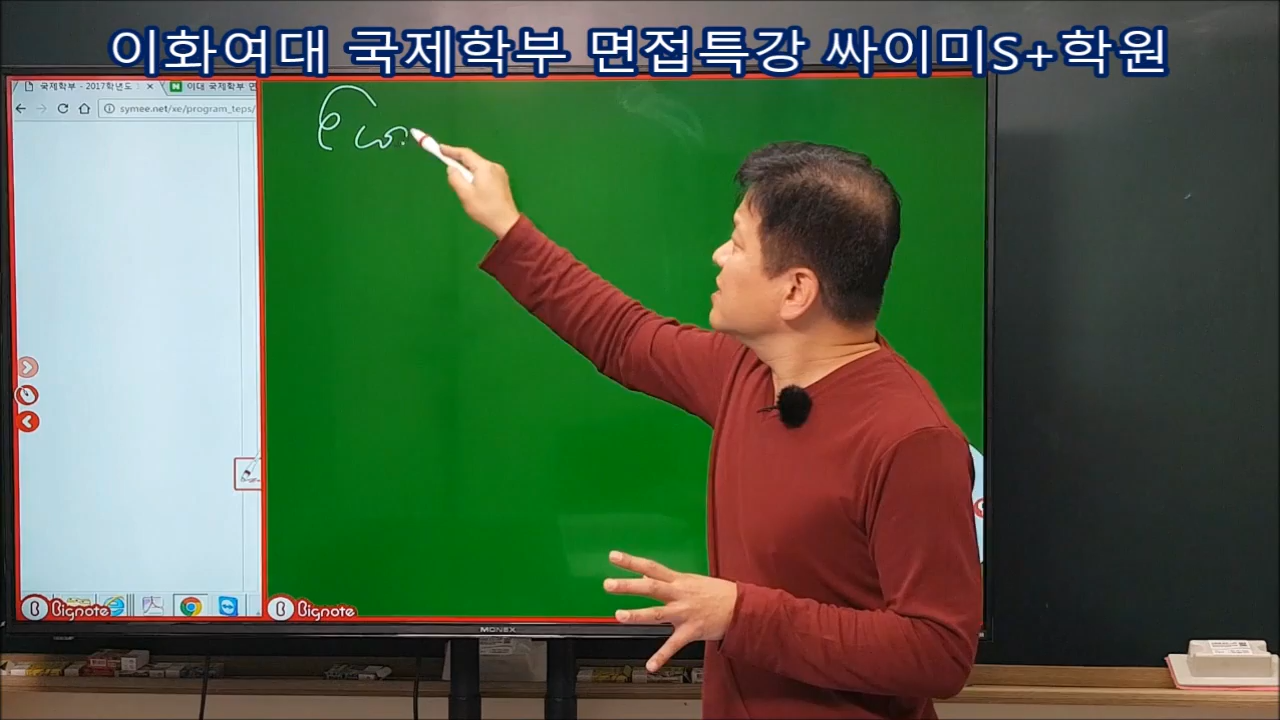 이화여대 국제학부 면접특강 싸이미S+학원
국제학부 - 2017학년도
이대 국제학부 면
symee.net/xe/program_teps/
Eco
Bignote
Bignote
MONEX